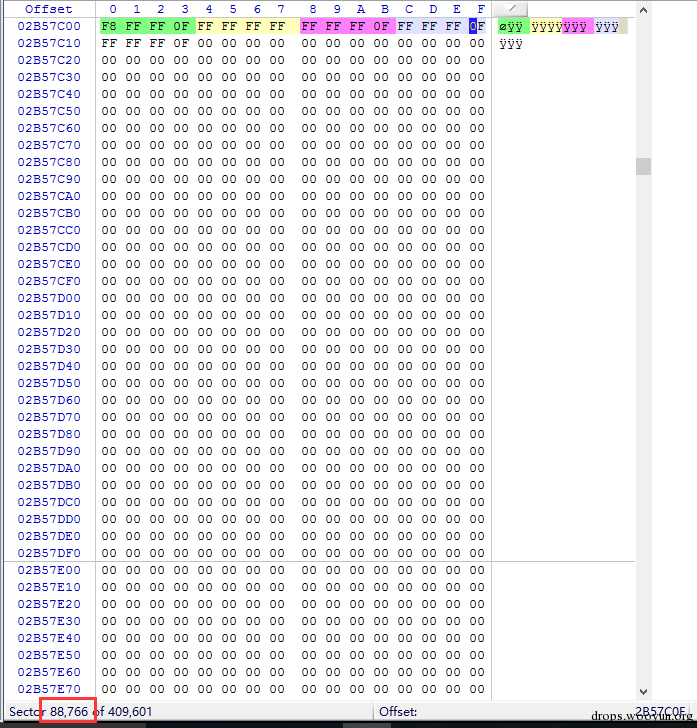 Offset 0 1 2 3 4 5 6 7 8 9 A B C D E F
02B57C00 F8 FF FF 0F FF FF FF FF FF FF FF 0F FF FF FF 0F øÿÿ ÿÿÿÿÿÿÿ ÿÿÿ
02B57C10 FF FF FF 0F 00 00 00 00 00 00 00 00 00 00 00 00 ÿÿÿ
02B57C20 00 00 00 00 00 00 00 00 00 00 00 00 00 00 00 00
02B57C30 00 00 00 00 00 00 00 00 00 00 00 00 00 00 00 00
02B57C40 00 00 00 00 00 00 00 00 00 00 00 00 00 00 00 00
02B57C50 00 00 00 00 00 00 00 00 00 00 00 00 00 00 00 00
02B57C60 00 00 00 00 00 00 00 00 00 00 00 00 00 00 00 00
02B57C70 00 00 00 00 00 00 00 00 00 00 00 00 00 00 00 00
02B57C80 00 00 00 00 00 00 00 00 00 00 00 00 00 00 00 00
02B57C90 00 00 00 00 00 00 00 00 00 00 00 00 00 00 00 00
02B57CA0 00 00 00 00 00 00 00 00 00 00 00 00 00 00 00 00
02B57CB0 00 00 00 00 00 00 00 00 00 00 00 00 00 00 00 00
02B57CC0 00 00 00 00 00 00 00 00 00 00 00 00 00 00 00 00
02B57CD0 00 00 00 00 00 00 00 00 00 00 00 00 00 00 00 00
02B57CE0 00 00 00 00 00 00 00 00 00 00 00 00 00 00 00 00
02B57CF0 00 00 00 00 00 00 00 00 00 00 00 00 00 00 00 00
02B57D00 00 00 00 00 00 00 00 00 00 00 00 00 00 00 00 00
02B57D10 00 00 00 00 00 00 00 00 00 00 00 00 00 00 00 00
02B57D20 00 00 00 00 00 00 00 00 00 00 00 00 00 00 00 00
02B57D30 00 00 00 00 00 00 00 00 00 00 00 00 00 00 00 00
02B57D40 00 00 00 00 00 00 00 00 00 00 00 00 00 00 00 00
02B57D50 00 00 00 00 00 00 00 00 00 00 00 00 00 00 00 00
02B57D60 00 00 00 00 00 00 00 00 00 00 00 00 00 00 00 00
02B57D70 00 00 00 00 00 00 00 00 00 00 00 00 00 00 00 00
02B57D80 00 00 00 00 00 00 00 00 00 00 00 00 00 00 00 00
02B57D90 00 00 00 00 00 00 00 00 00 00 00 00 00 00 00 00
02B57DA0 00 00 00 00 00 00 00 00 00 00 00 00 00 00 00 00
02B57DB0 00 00 00 00 00 00 00 00 00 00 00 00 00 00 00 00
02B57DC0 00 00 00 00 00 00 00 00 00 00 00 00 00 00 00 00
02B57DD0 00 00 00 00 00 00 00 00 00 00 00 00 00 00 00 00
02B57DE0 00 00 00 00 00 00 00 00 00 00 00 00 00 00 00 00
02B57DF0 00 00 00 00 00 00 00 00 00 00 00 00 00 00 00 00
02B57E00 00 00 00 00 00 00 00 00 00 00 00 00 00 00 00 00
02B57E10 00 00 00 00 00 00 00 00 00 00 00 00 00 00 00 00
02B57E20 00 00 00 00 00 00 00 00 00 00 00 00 00 00 00 00
02B57E30 00 00 00 00 00 00 00 00 00 00 00 00 00 00 00 00
02B57E40 00 00 00 00 00 00 00 00 00 00 00 00 00 00 00 00
02B57E50 00 00 00 00 00 00 00 00 00 00 00 00 00 00 00 00
02B57E60 00 00 00 00 00 00 00 00 00 00 00 00 00 00 00 00
02B57E70 00 00 00 00 00 00 00 00 00 00 00 00 00 00 00 00
Sector 88,766 of 409,601 Offset: 2B57C0F
drops.wooyun.org